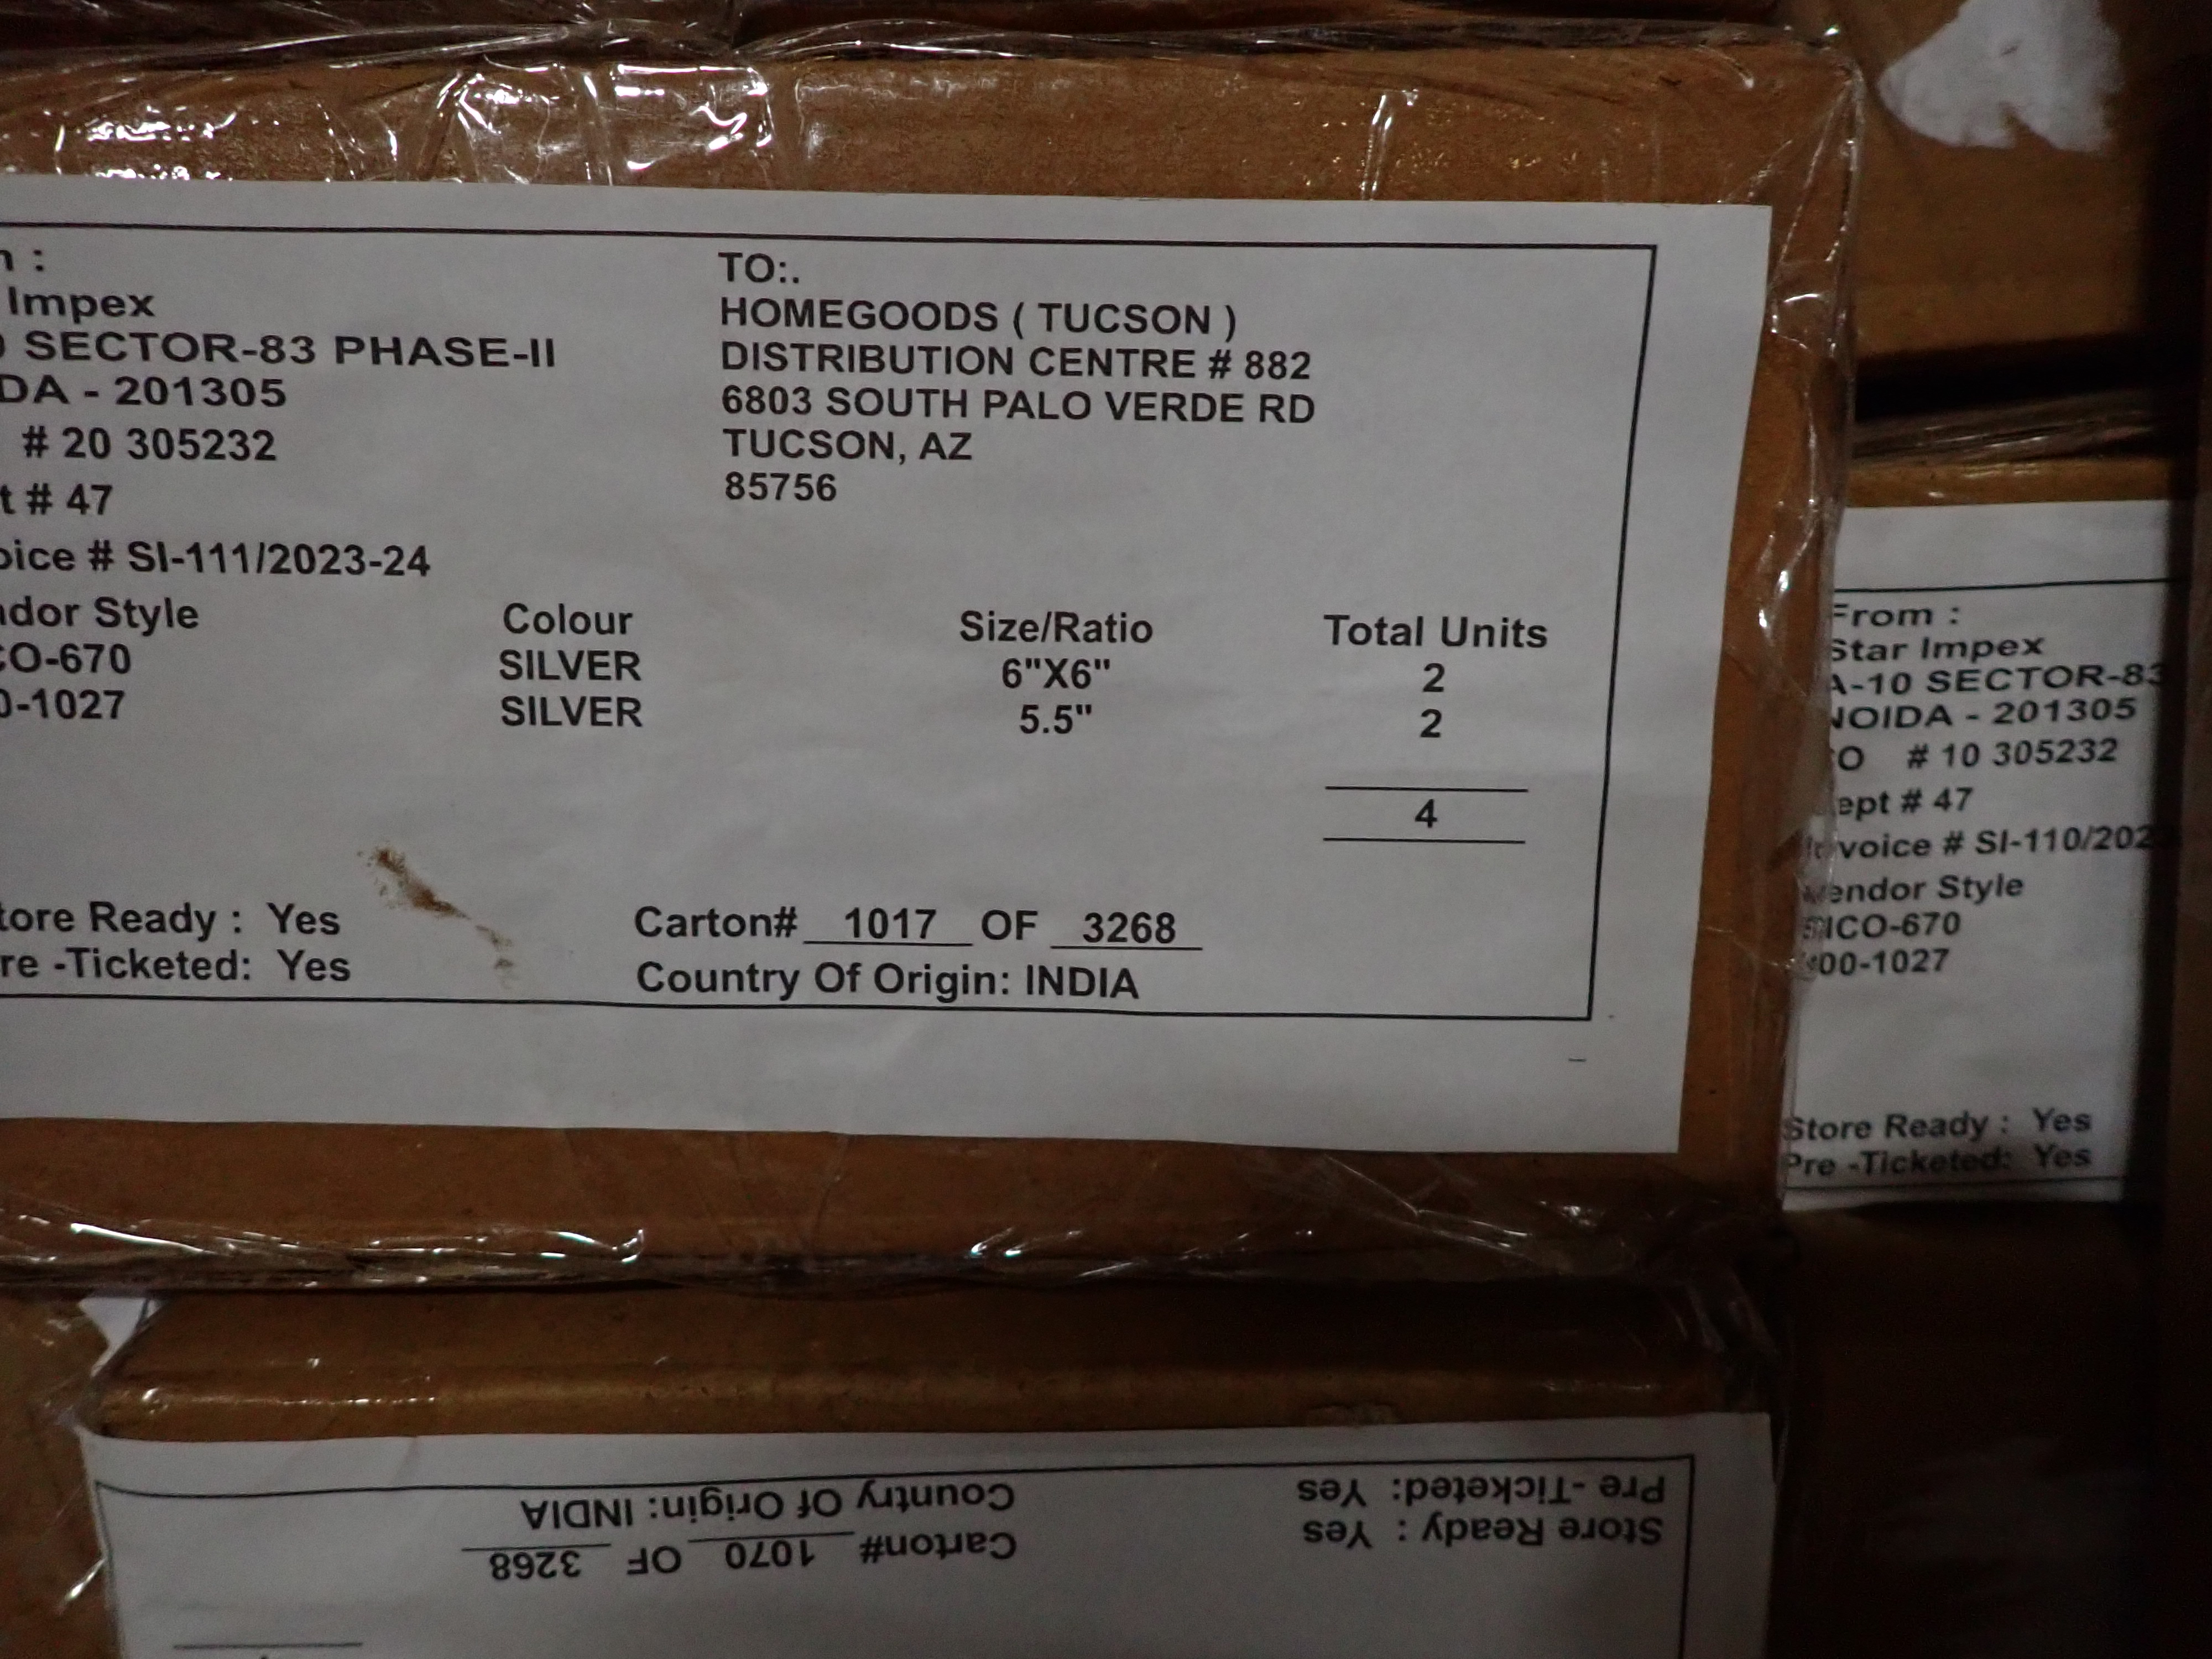 TO:.
Impex
HOMEGOODS ( TUCSON )
SECTOR-83 PHASE-II
DISTRIBUTION CENTRE # 882
DA - 201305
6803 SOUTH PALO VERDE RD
# 20 305232
TUCSON, AZ
t # 47
85756
oice # SI-111/2023-24
ndor Style Colour Size/Ratio Total Units
CO-670 SILVER 6"X6" 2
0-1027 SILVER 5.5" 2
4
tore Ready : Yes Carton# 1017 OF 3268
re -Ticketed: Yes Country Of Origin: INDIA
From :
Star Impex
A-10 SECTOR-83
NOIDA - 201305
O # 10 305232
ept # 47
voice # SI-110/202
Vendor Style
ICO-670
00-1027
Store Ready : Yes
Pre -Ticketed: Yes
Store Ready : Yes Carton# 1070 OF 3268
Pre -Ticketed: Yes Country Of Origin: INDIA